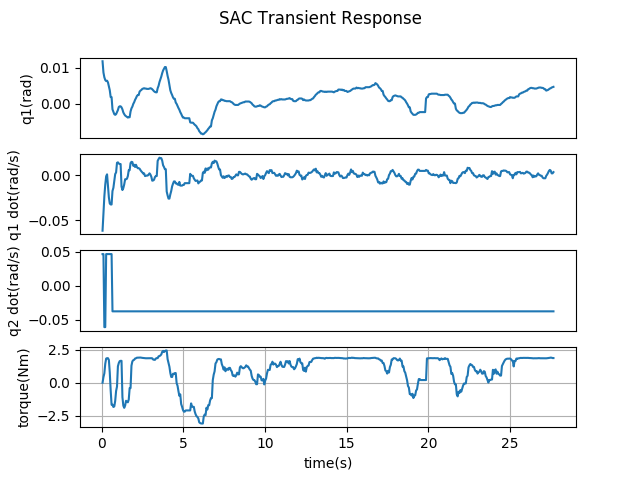 SAC Transient Response
q1(rad)
0.01
0.00
q1 dot(rad/s)
0.00
−0.05
q2 dot(rad/s)
0.05
0.00
−0.05
torque(Nm)
2.5
0.0
−2.5
0 5 10 15 20 25
time(s)